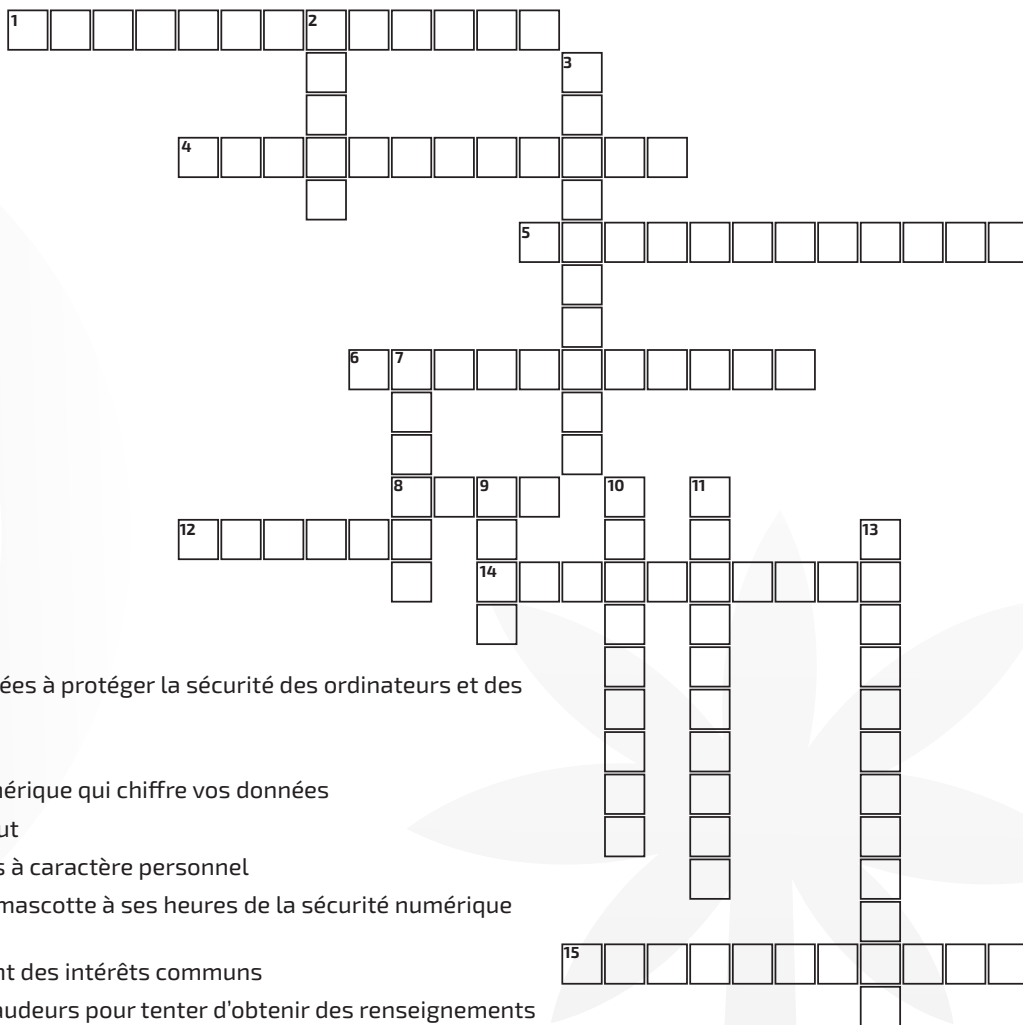 1
2
3
4
5
6
7
8
9
10
11
12
13
14
15
ées à protéger la sécurité des ordinateurs et des
érique qui chiffre vos données
ut
s à caractère personnel
mascotte à ses heures de la sécurité numérique
nt des intérêts communs
audeurs pour tenter d’obtenir des renseignements